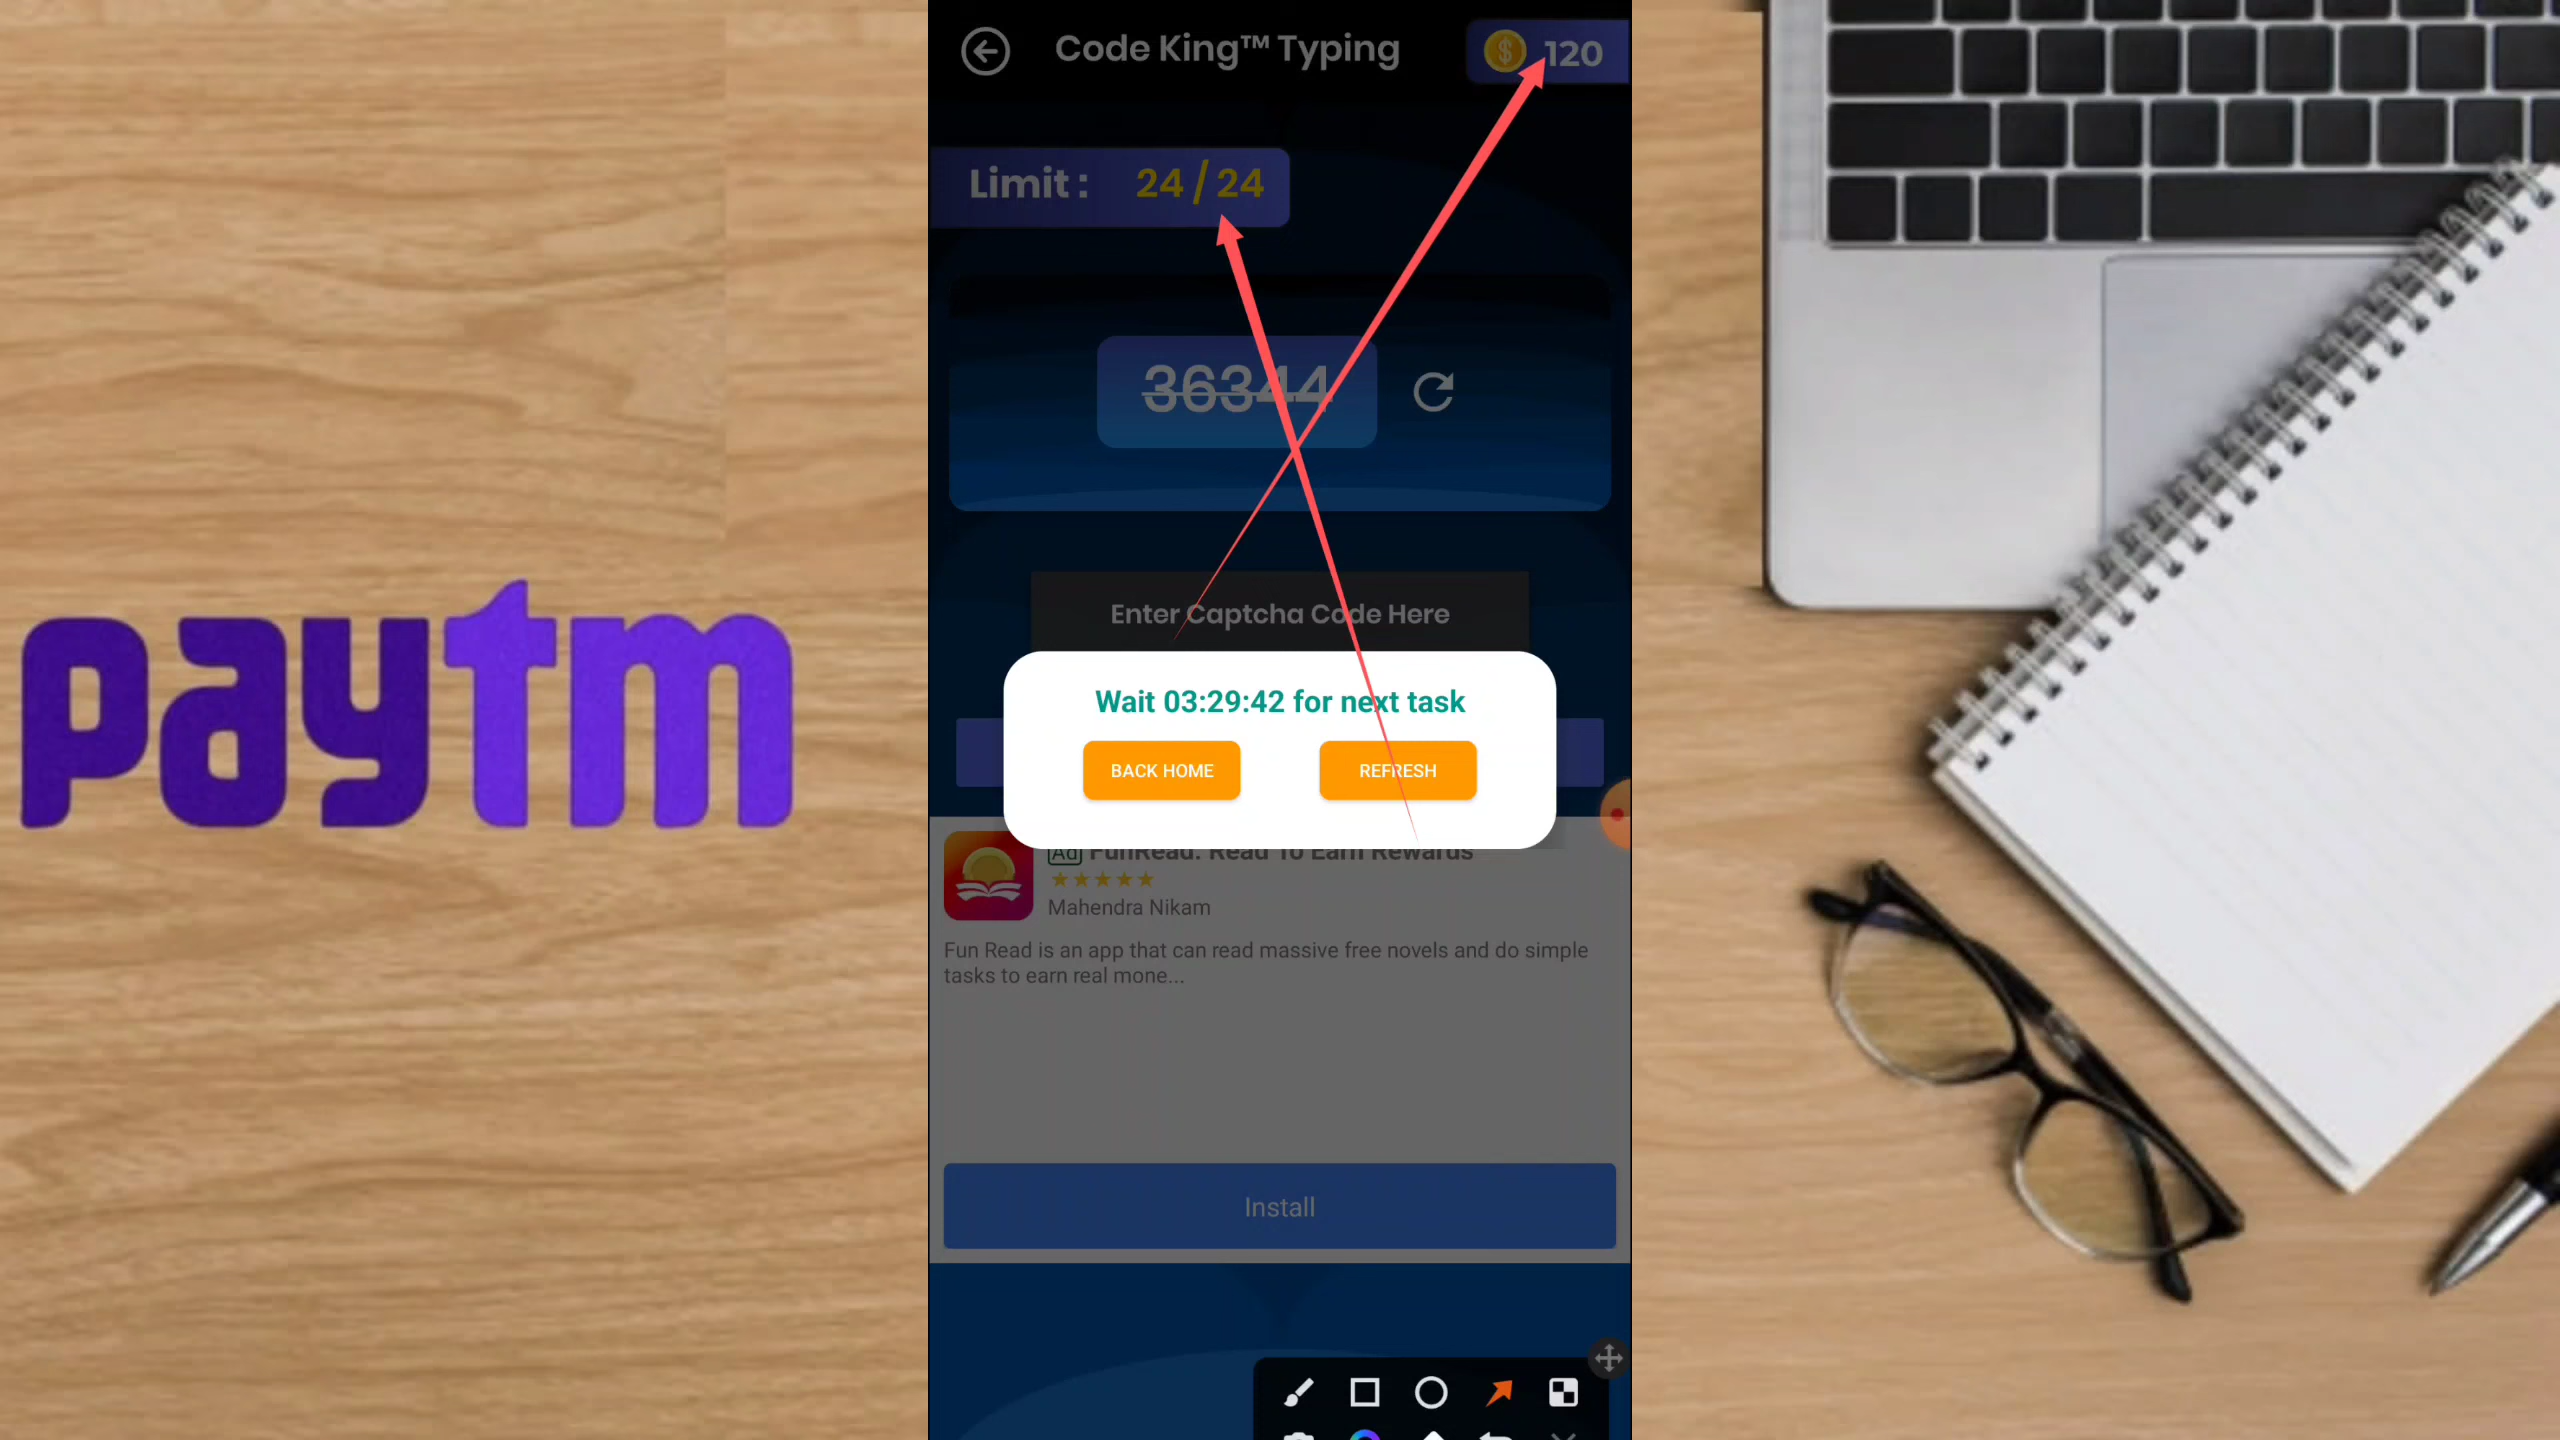 paytm
Code King™ Typing
120
Limit : 24 / 24
36344
Enter Captcha Code Here
Wait 03:29:42 for next task
BACK HOME
REFRESH
Ad FunRead: Read To Earn Rewards
Mahendra Nikam
Fun Read is an app that can read massive free novels and do simple
tasks to earn real mone...
Install